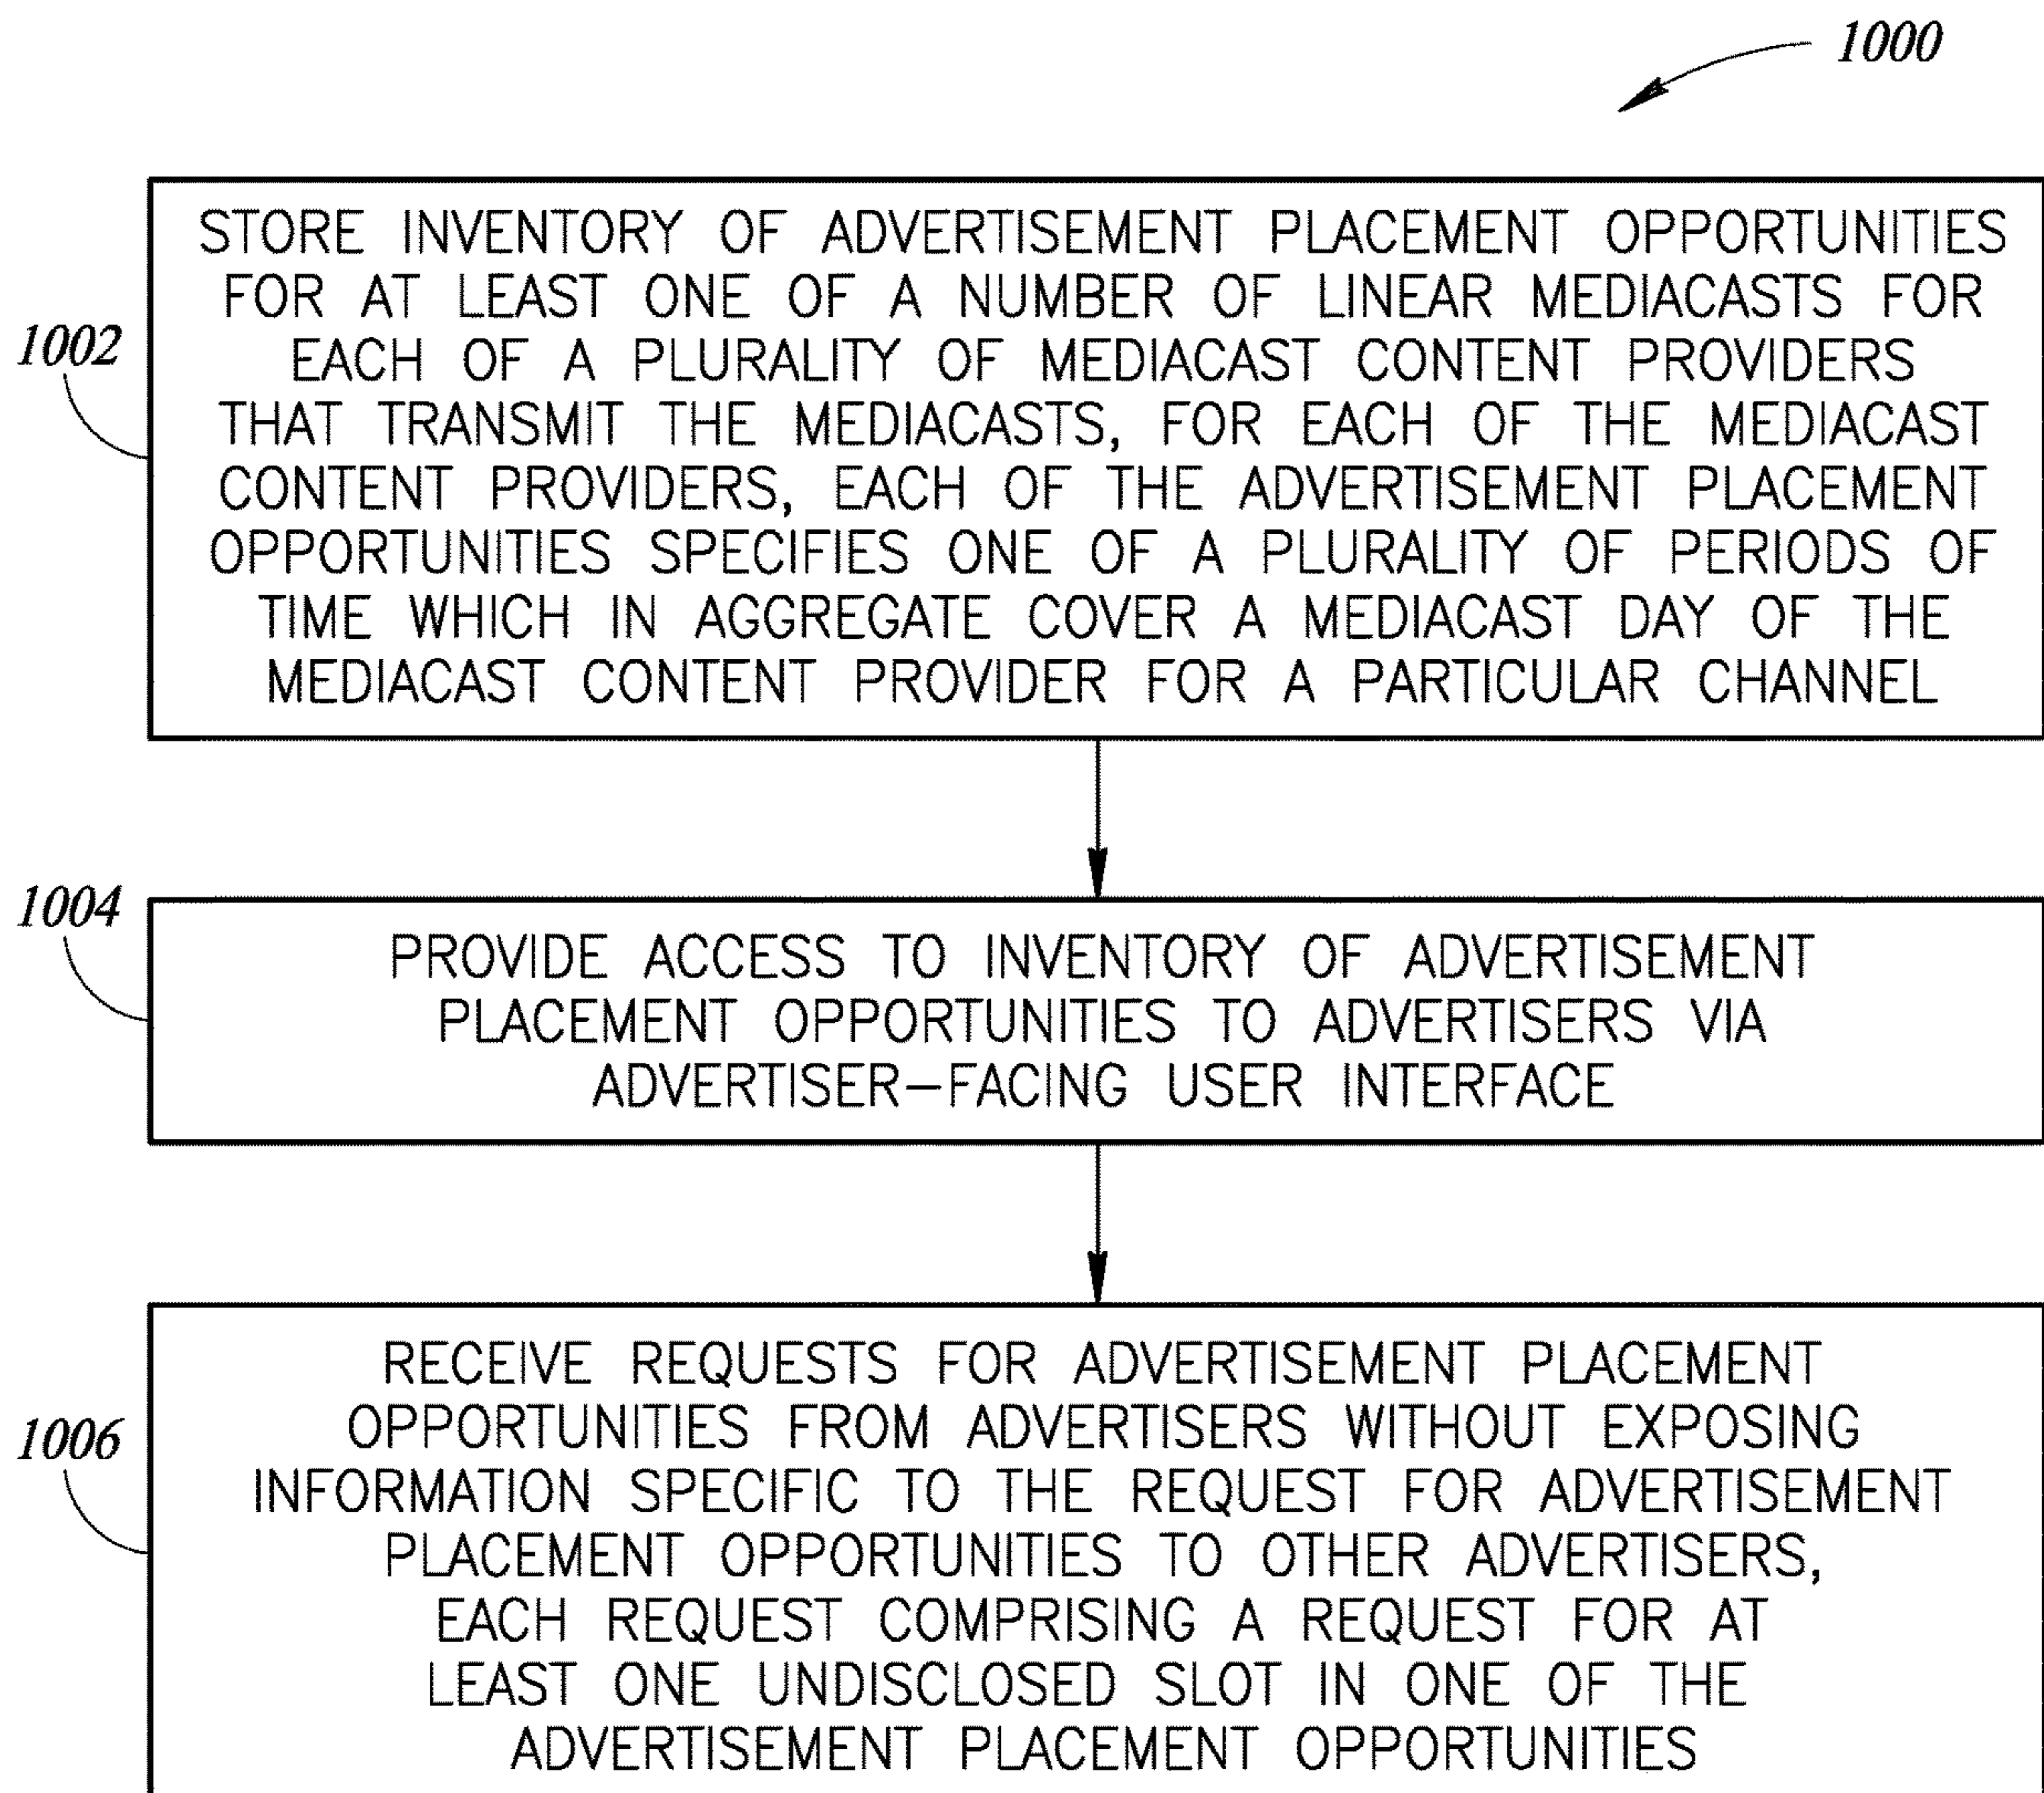 1000
STORE INVENTORY OF ADVERTISEMENT PLACEMENT OPPORTUNITIES
FOR AT LEAST ONE OF A NUMBER OF LINEAR MEDIACASTS FOR
EACH OF A PLURALITY OF MEDIACAST CONTENT PROVIDERS
THAT TRANSMIT THE MEDIACASTS, FOR EACH OF THE MEDIACAST
CONTENT PROVIDERS, EACH OF THE ADVERTISEMENT PLACEMENT
OPPORTUNITIES SPECIFIES ONE OF A PLURALITY OF PERIODS OF
TIME WHICH IN AGGREGATE COVER A MEDIACAST DAY OF THE
MEDIACAST CONTENT PROVIDER FOR A PARTICULAR CHANNEL
1002
PROVIDE ACCESS TO INVENTORY OF ADVERTISEMENT
PLACEMENT OPPORTUNITIES TO ADVERTISERS VIA
ADVERTISER–FACING USER INTERFACE
1004
RECEIVE REQUESTS FOR ADVERTISEMENT PLACEMENT
OPPORTUNITIES FROM ADVERTISERS WITHOUT EXPOSING
INFORMATION SPECIFIC TO THE REQUEST FOR ADVERTISEMENT
PLACEMENT OPPORTUNITIES TO OTHER ADVERTISERS,
EACH REQUEST COMPRISING A REQUEST FOR AT
LEAST ONE UNDISCLOSED SLOT IN ONE OF THE
ADVERTISEMENT PLACEMENT OPPORTUNITIES
1006